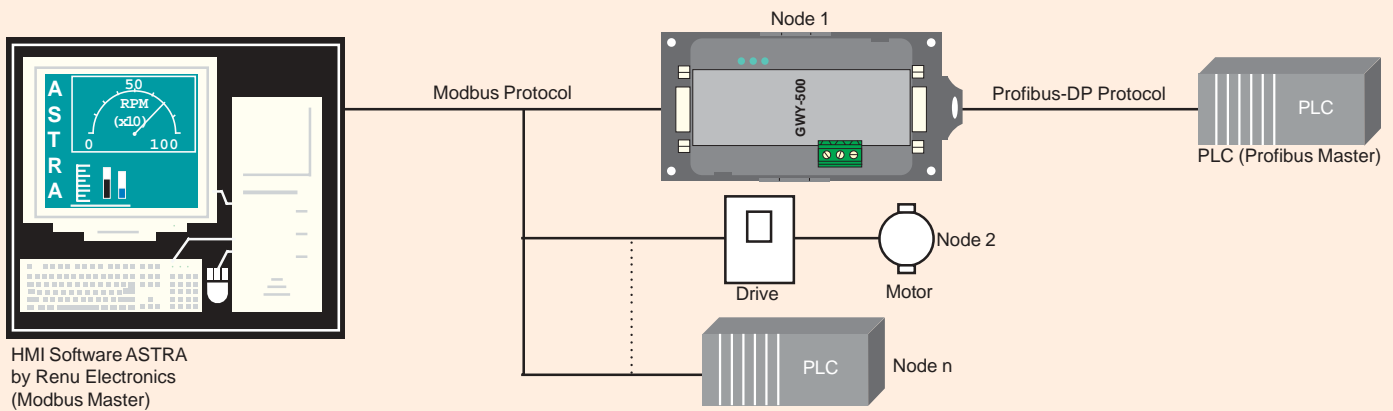 Node 1
ASTRA
50
RPM
(x10)
0 100
Modbus Protocol
GWY-500
Profibus-DP Protocol
PLC
PLC (Profibus Master)
Node 2
Drive
Motor
PLC
Node n
HMI Software ASTRA
by Renu Electronics
(Modbus Master)